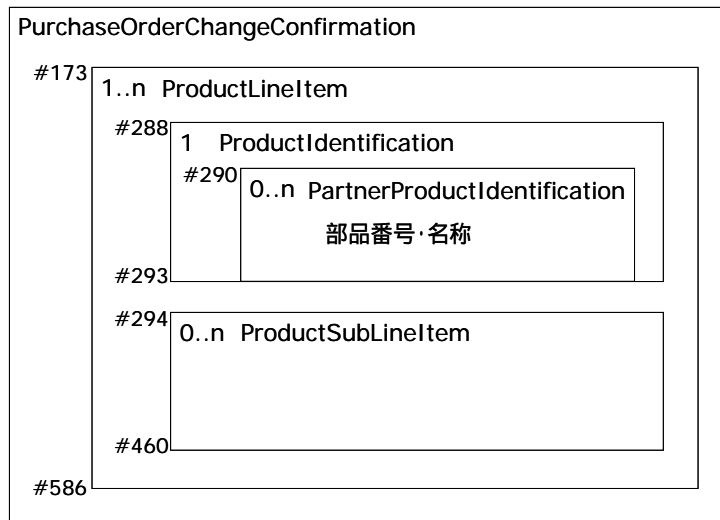 PurchaseOrderChangeConfirmation
#173
1..n ProductLineItem
#288
1 ProductIdentification
#290
0..n PartnerProductIdentification
部品番号・名称
#293
#294
0..n ProductSubLineItem
#460
#586